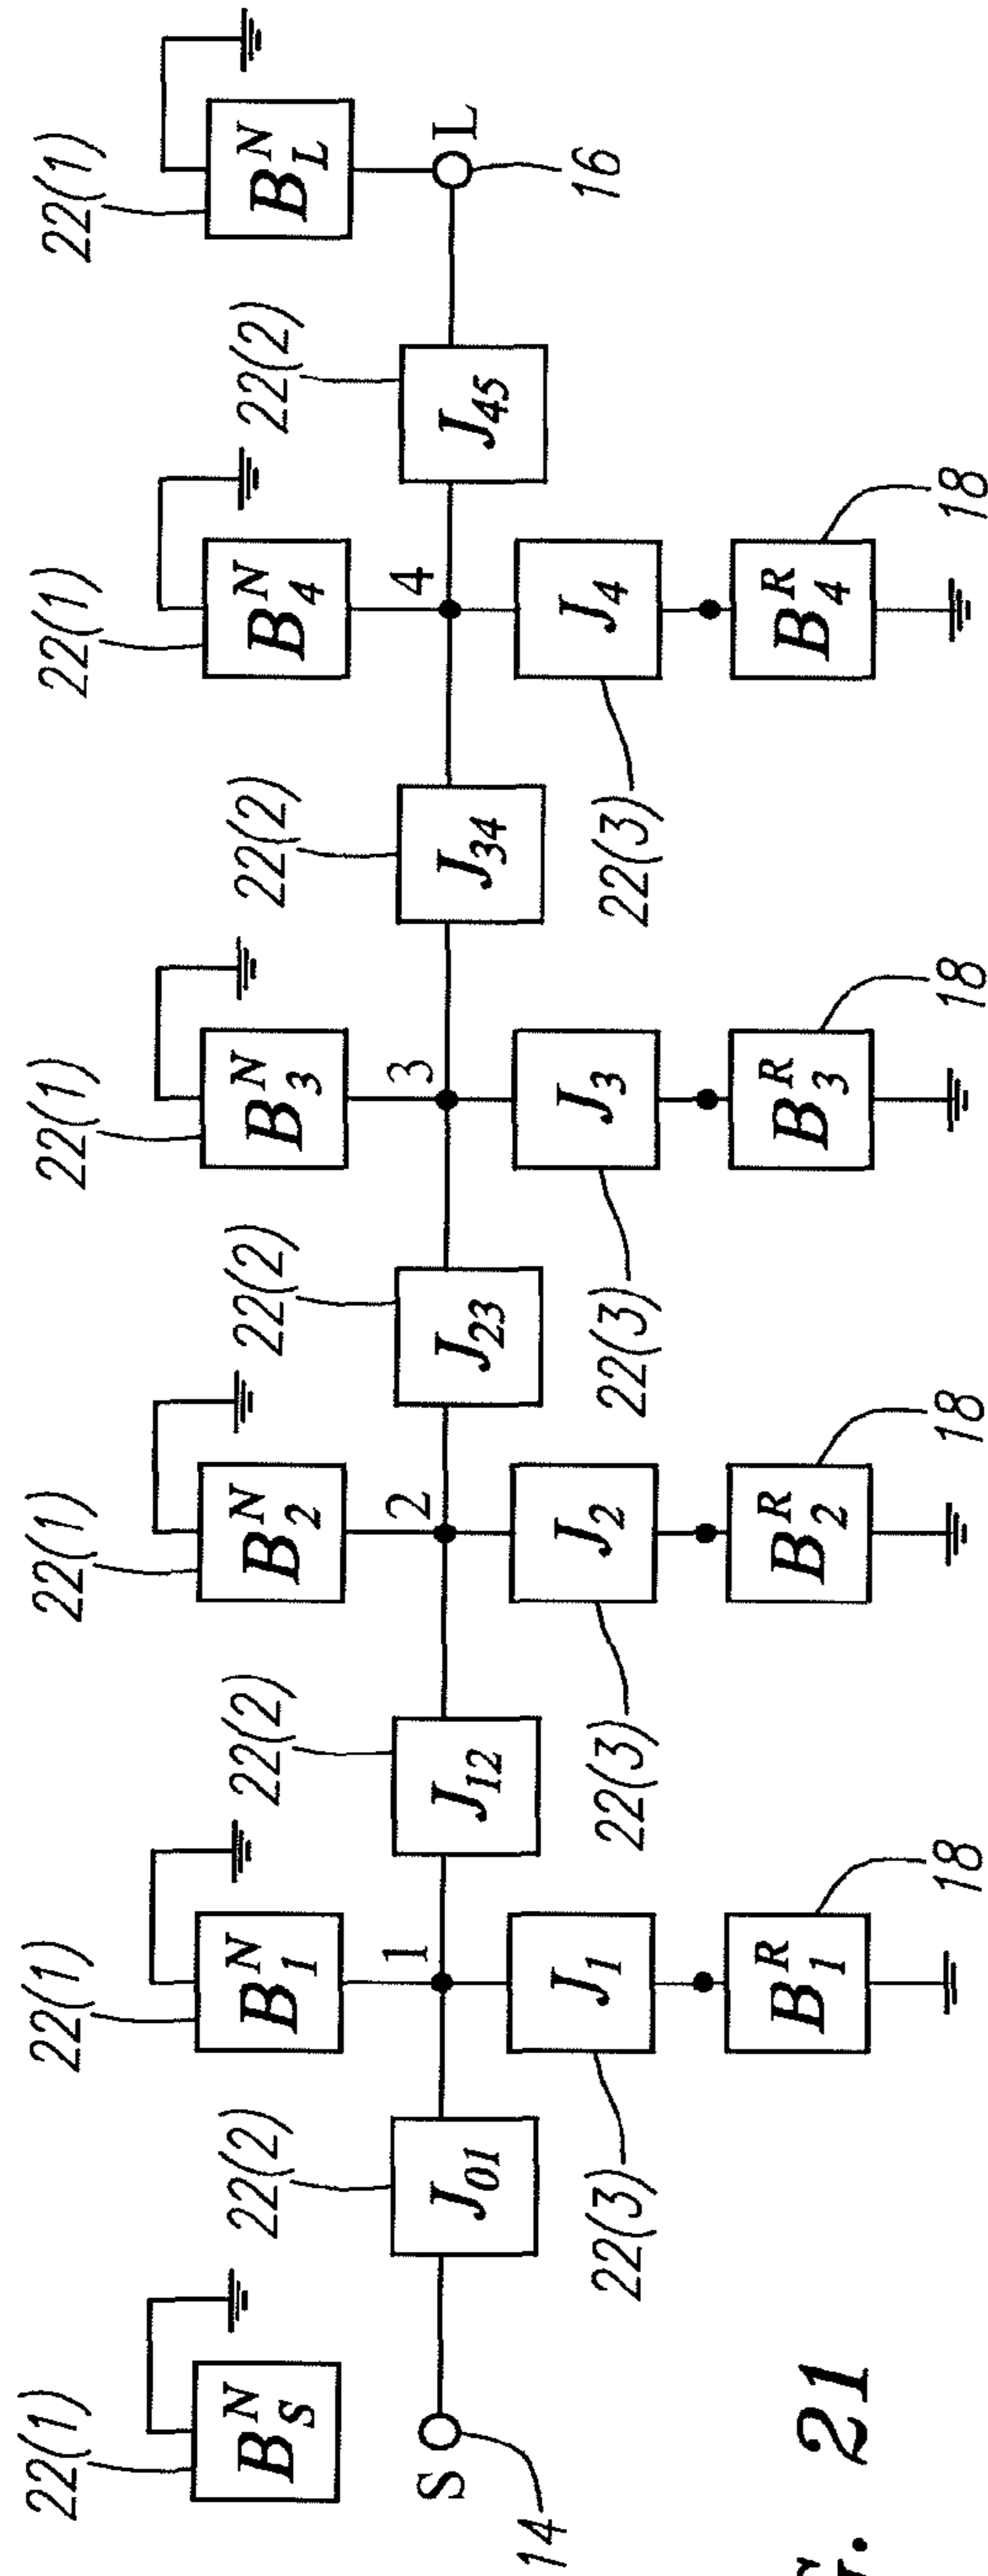 22(1) 22(1) 22(1) 22(1) 22(1) 22(1)
B^N_S B^N_1 B^N_2 B^N_3 B^N_4 B^N_L
22(2) 22(2) 22(2) 22(2) 22(2)
S 1 2 3 4 L
J_01 J_12 J_23 J_34 J_45
14 16
J_1 J_2 J_3 J_4
22(3) 22(3) 22(3) 22(3)
B^R_1 B^R_2 B^R_3 B^R_4
18 18 18 18
21